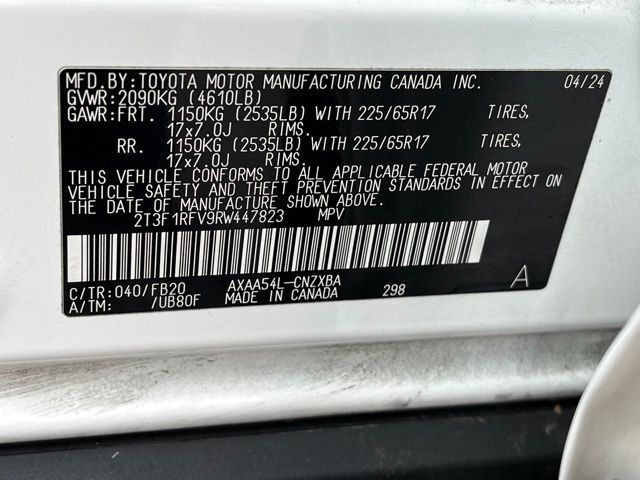 MFD. BY: TOYOTA MOTOR MANUFACTURING CANADA INC. 04/24
GVWR: 2090KG (4610LB)
GAWR: FRT. 1150KG (2535LB) WITH 225/65R17 TIRES,
17x7.0J RIMS.
RR. 1150KG (2535LB) WITH 225/65R17 TIRES,
17x7.0J RIMS.
THIS VEHICLE CONFORMS TO ALL APPLICABLE FEDERAL MOTOR
VEHICLE SAFETY AND THEFT PREVENTION STANDARDS IN EFFECT ON
THE DATE OF MANUFACTURE SHOWN ABOVE.
2T3F1RFV9RW447823 MPV
C/TR: 040/FB20 AXAA54L-CNZXBA A
A/TM: /UB80F MADE IN CANADA 298